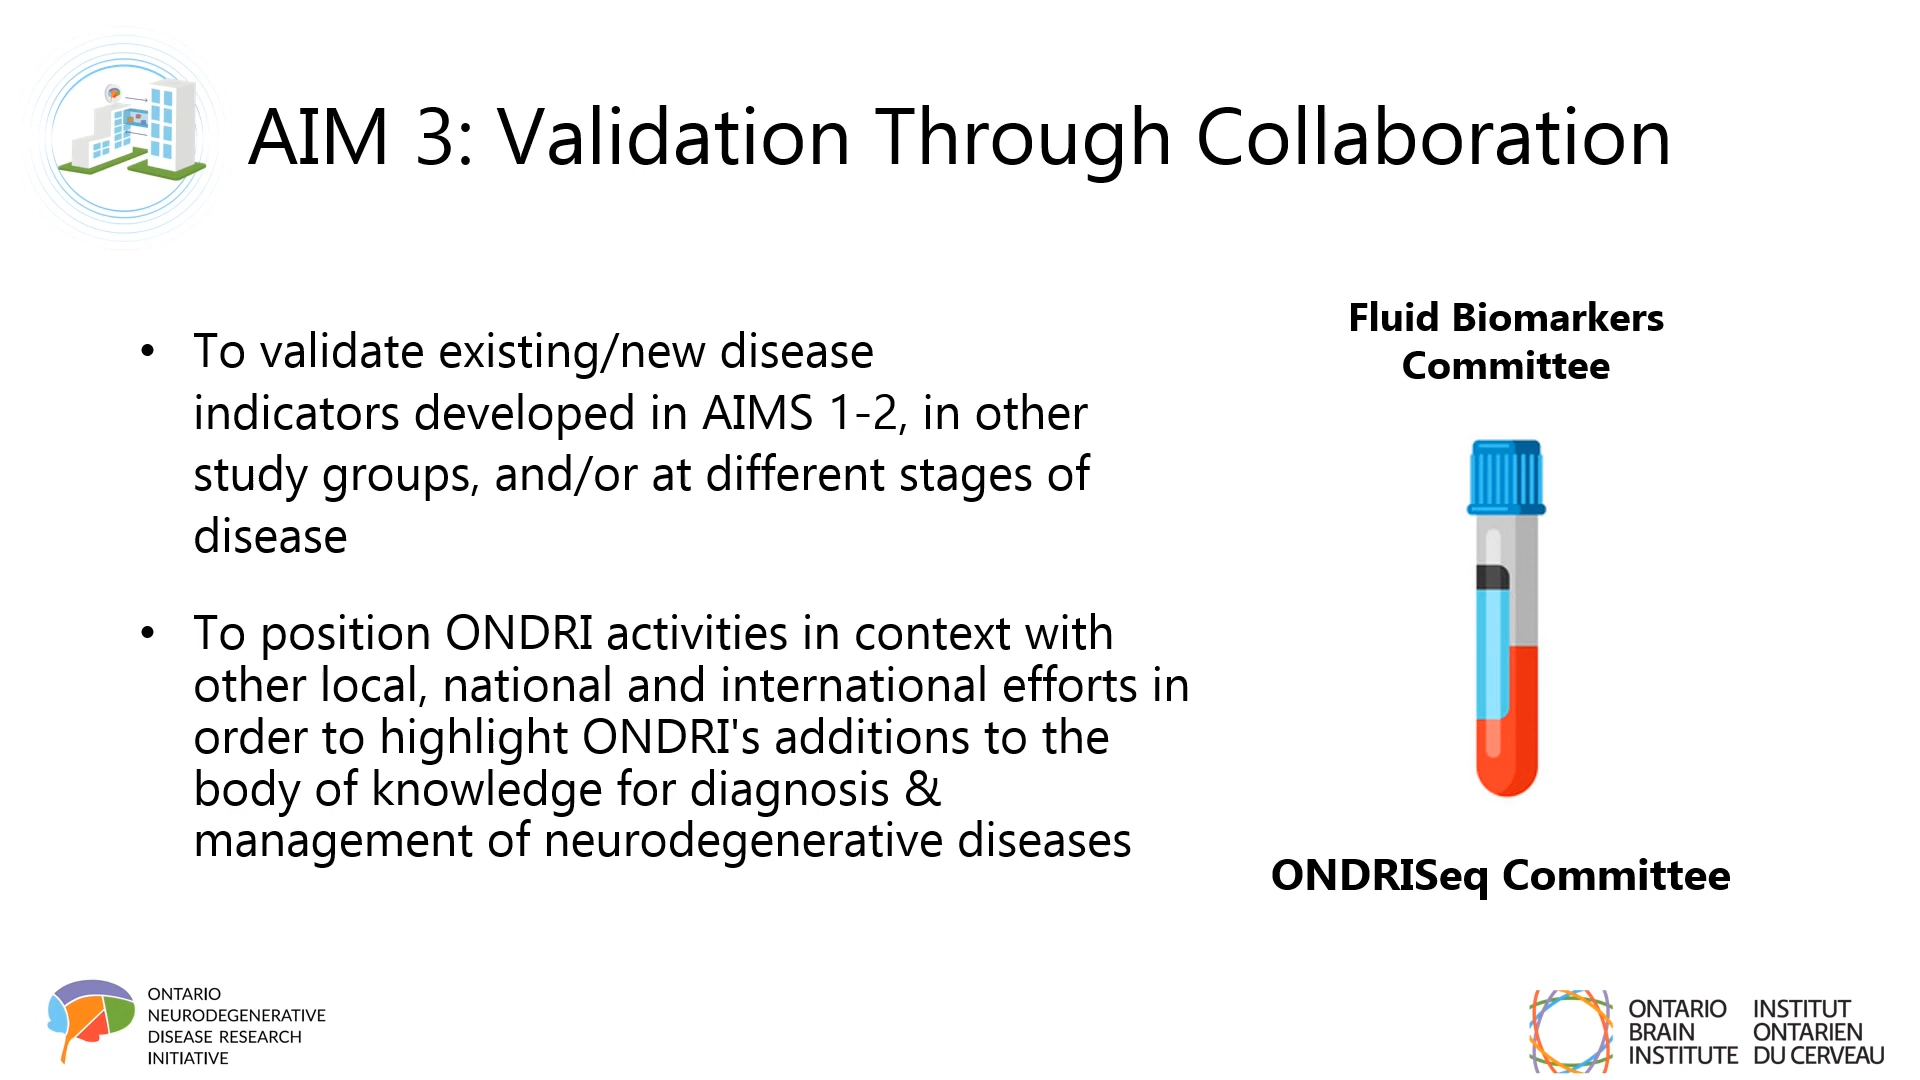 AIM 3: Validation Through Collaboration
• To validate existing/new disease
indicators developed in AIMS 1-2, in other
study groups, and/or at different stages of
disease
• To position ONDRI activities in context with
other local, national and international efforts in
order to highlight ONDRI's additions to the
body of knowledge for diagnosis &
management of neurodegenerative diseases
Fluid Biomarkers
Committee
ONDRISeq Committee
ONTARIO
NEURODEGENERATIVE
DISEASE RESEARCH
INITIATIVE
ONTARIO
BRAIN
INSTITUTE
INSTITUT
ONTARIEN
DU CERVEAU